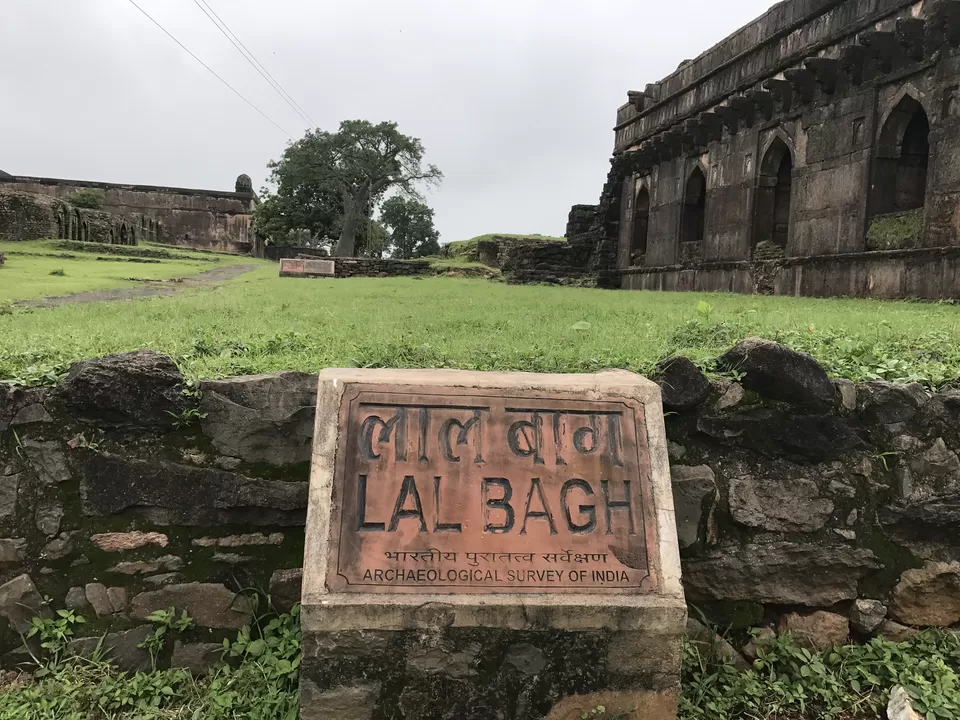 लाल बाग
LAL BAGH
भारतीय पुरातत्त्व सर्वेक्षण
ARCHAEOLOGICAL SURVEY OF INDIA